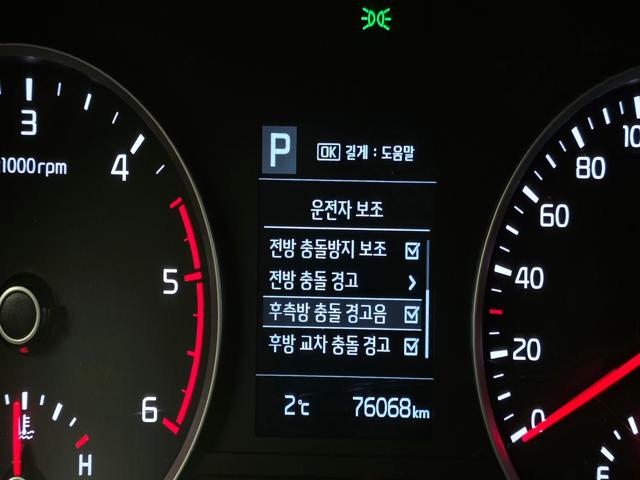 P
OK 길게 : 도움말
운전자 보조
전방 충돌방지 보조
전방 충돌 경고
후측방 충돌 경고음
후방 교차 충돌 경고
2℃ 76068km
3
4
5
6
1000rpm
H
0
20
40
60
80
10